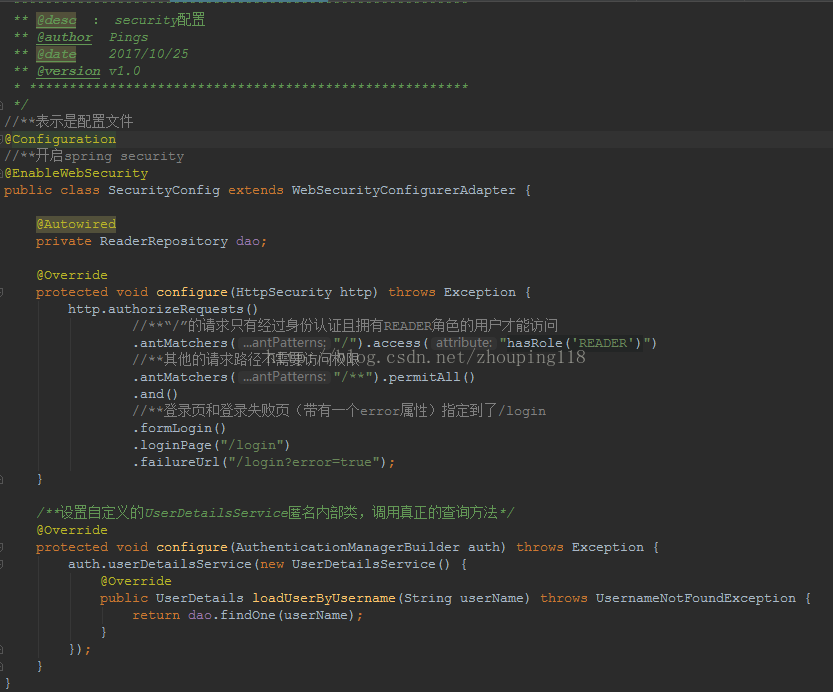 ** @desc : security配置
** @author Pings
** @date 2017/10/25
** @version v1.0
* *******************************************************
*/
//**表示是配置文件
@Configuration
//**开启spring security
@EnableWebSecurity
public class SecurityConfig extends WebSecurityConfigurerAdapter {
@Autowired
private ReaderRepository dao;
@Override
protected void configure(HttpSecurity http) throws Exception {
http.authorizeRequests()
//**“/”的请求只有经过身份认证且拥有READER角色的用户才能访问
.antMatchers( ...antPatterns: "/").access( attribute: "hasRole('READER')")
//**其他的请求路径不需要访问权限
http://blog.csdn.net/zhouping118
.antMatchers( ...antPatterns: "/**").permitAll()
.and()
//**登录页和登录失败页（带有一个error属性）指定到了/login
.formLogin()
.loginPage("/login")
.failureUrl("/login?error=true");
}
/**设置自定义的UserDetailsService匿名内部类，调用真正的查询方法*/
@Override
protected void configure(AuthenticationManagerBuilder auth) throws Exception {
auth.userDetailsService(new UserDetailsService() {
@Override
public UserDetails loadUserByUsername(String userName) throws UsernameNotFoundException {
return dao.findOne(userName);
}
});
}
}